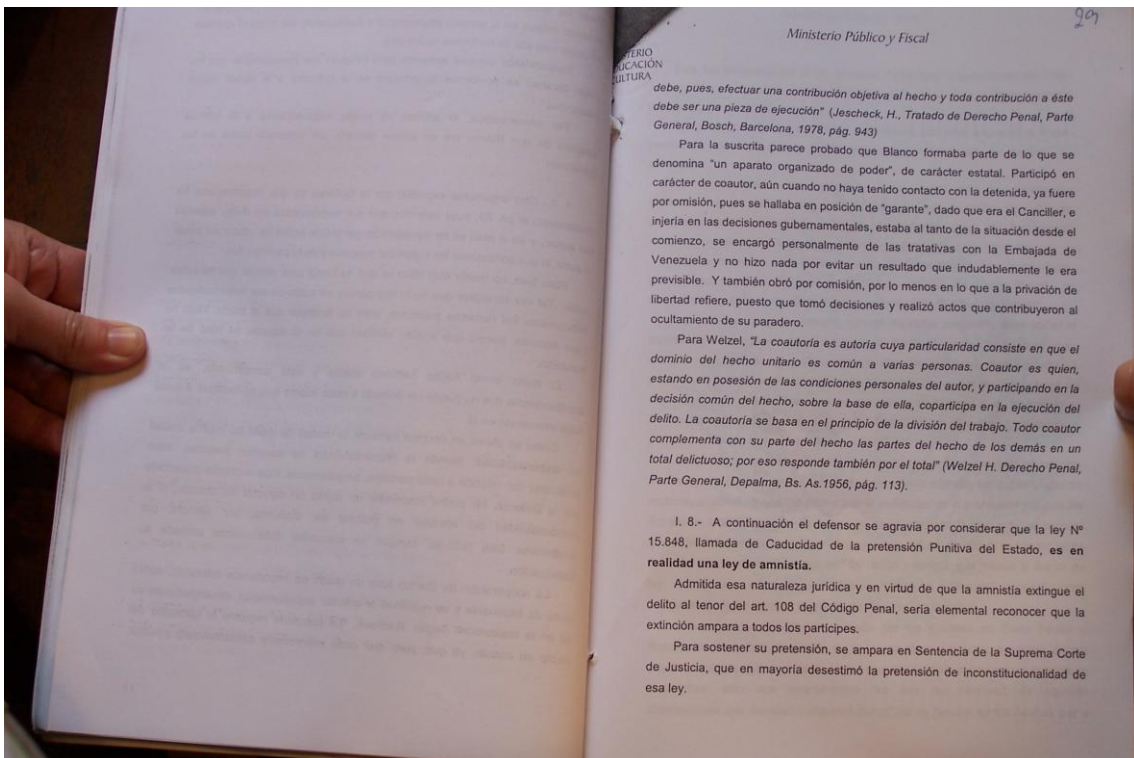 29
Ministerio Público y Fiscal
UCACIÓN
ULTURA
debe, pues, efectuar una contribución objetiva al hecho y toda contribución a éste
debe ser una pieza de ejecución" (Jescheck, H., Tratado de Derecho Penal, Parte
General, Bosch, Barcelona, 1978, pág. 943)
Para la suscrita parece probado que Blanco formaba parte de lo que se
denomina "un aparato organizado de poder", de carácter estatal. Participó en
carácter de coautor, aún cuando no haya tenido contacto con la detenida, ya fuere
por omisión, pues se hallaba en posición de "garante", dado que era el Canciller, e
injería en las decisiones gubernamentales, estaba al tanto de la situación desde el
comienzo, se encargó personalmente de las tratativas con la Embajada de
Venezuela y no hizo nada por evitar un resultado que indudablemente le era
previsible. Y también obró por comisión, por lo menos en lo que a la privación de
libertad refiere, puesto que tomó decisiones y realizó actos que contribuyeron al
ocultamiento de su paradero.
Para Welzel, "La coautoría es autoría cuya particularidad consiste en que el
dominio del hecho unitario es común a varias personas. Coautor es quien,
estando en posesión de las condiciones personales del autor, y participando en la
decisión común del hecho, sobre la base de ella, coparticipa en la ejecución del
delito. La coautoría se basa en el principio de la división del trabajo. Todo coautor
complementa con su parte del hecho las partes del hecho de los demás en un
total delictuoso; por eso responde también por el total" (Welzel H. Derecho Penal,
Parte General, Depalma, Bs. As.1956, pág. 113).
I. 8.- A continuación el defensor se agravia por considerar que la ley Nº
15.848, llamada de Caducidad de la pretensión Punitiva del Estado, es en
realidad una ley de amnistía.
Admitida esa naturaleza jurídica y en virtud de que la amnistía extingue el
delito al tenor del art. 108 del Código Penal, sería elemental reconocer que la
extinción ampara a todos los partícipes.
Para sostener su pretensión, se ampara en Sentencia de la Suprema Corte
de Justicia, que en mayoría desestimó la pretensión de inconstitucionalidad de
esa ley.